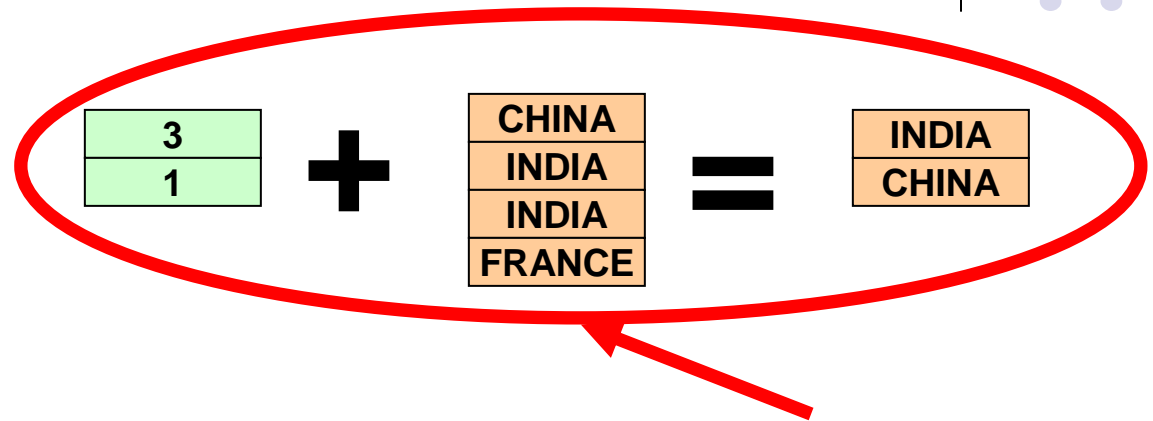 3
1
+
CHINA
INDIA
INDIA
FRANCE
=
INDIA
CHINA